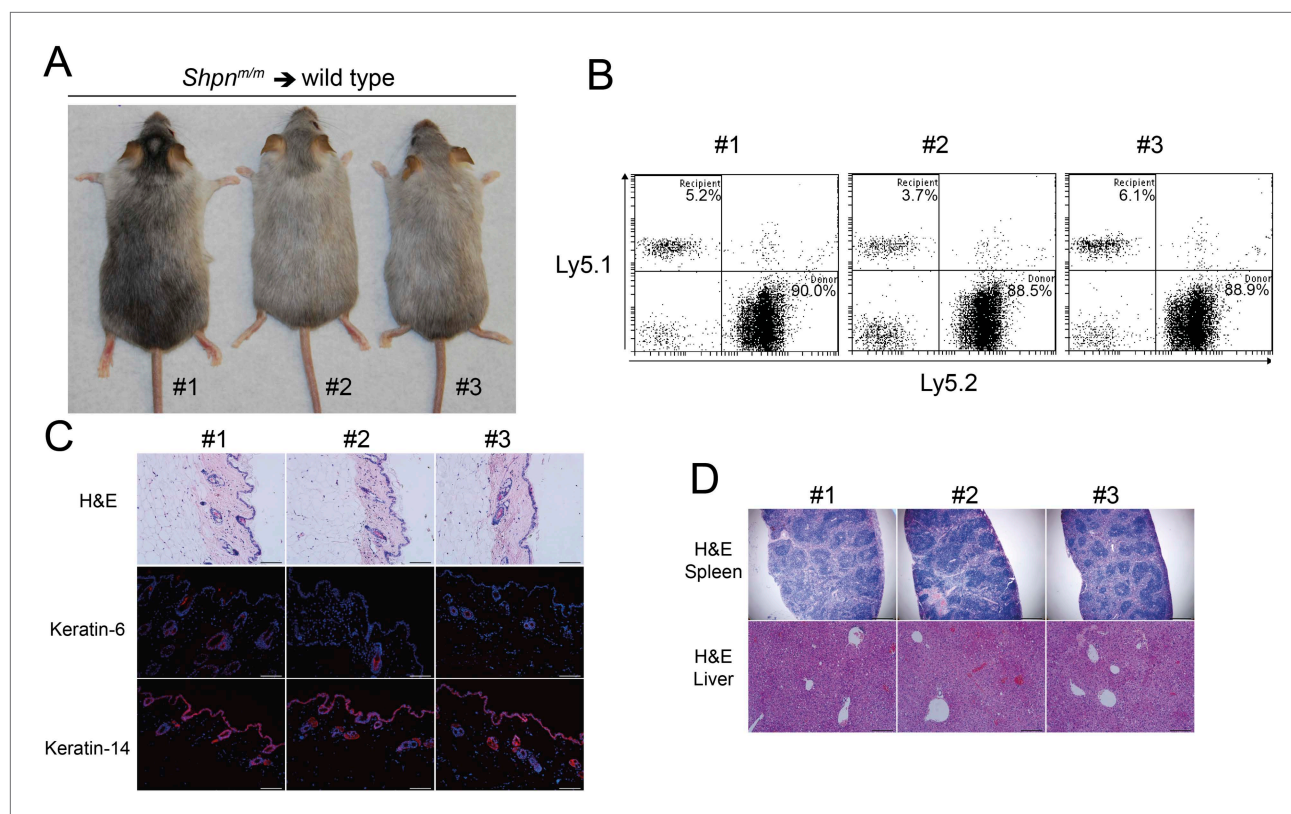 A
Shpn^m/m → wild type
#1
#2
#3
B
#1 #2 #3
Recipient
5.2%
Donor
90.0%
Recipient
3.7%
Donor
88.5%
Recipient
6.1%
Donor
88.9%
Ly5.1
Ly5.2
C
#1 #2 #3
H&E
Keratin-6
Keratin-14
D
#1 #2 #3
H&E
Spleen
H&E
Liver